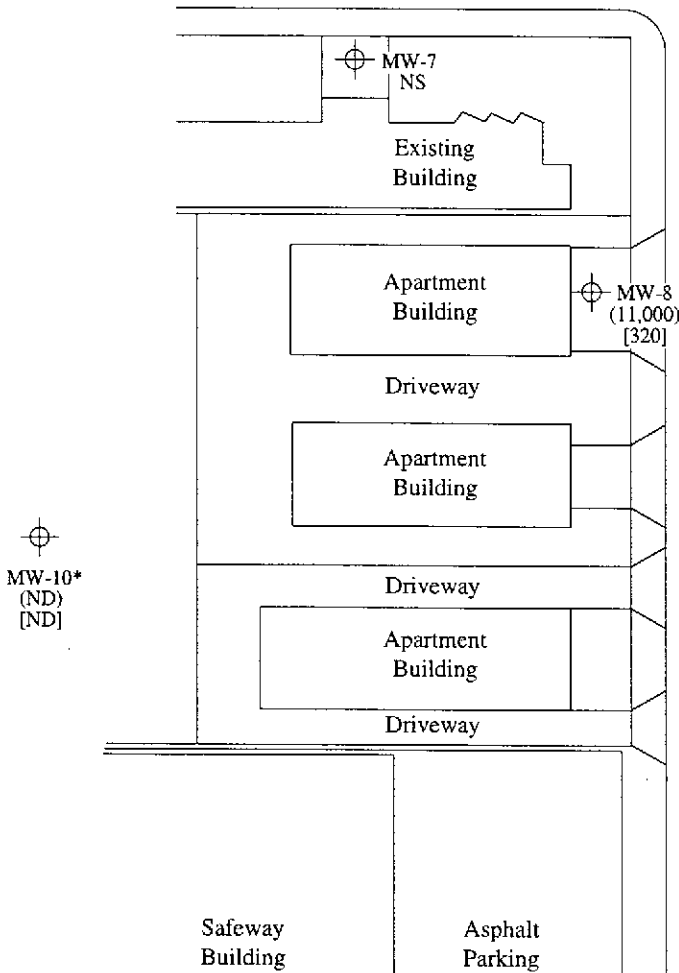 MW-7
NS
Existing
Building
Apartment
Building
MW-8
(11,000)
[320]
Driveway
Apartment
Building
MW-10*
(ND)
[ND]
Driveway
Apartment
Building
Driveway
Safeway
Building
Asphalt
Parking